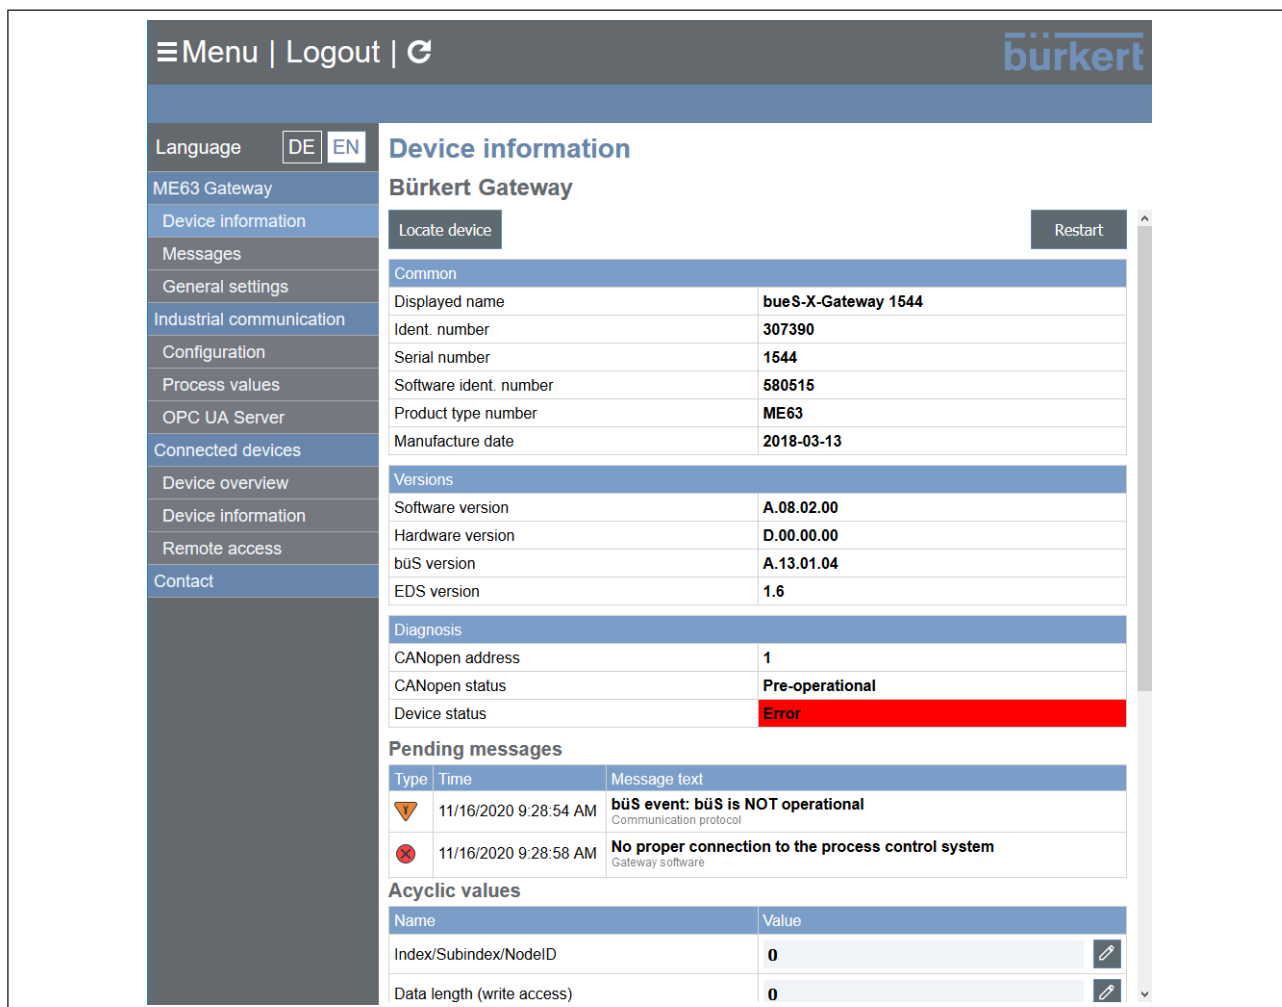 Menu | Logout |
bürkert
Language DE EN
ME63 Gateway
Device information
Messages
General settings
Industrial communication
Configuration
Process values
OPC UA Server
Connected devices
Device overview
Device information
Remote access
Contact
Device information
Bürkert Gateway
Locate device Restart
Common
Displayed name bueS-X-Gateway 1544
Ident. number 307390
Serial number 1544
Software ident. number 580515
Product type number ME63
Manufacture date 2018-03-13
Versions
Software version A.08.02.00
Hardware version D.00.00.00
büS version A.13.01.04
EDS version 1.6
Diagnosis
CANopen address 1
CANopen status Pre-operational
Device status Error
Pending messages
Type Time Message text
11/16/2020 9:28:54 AM büS event: büS is NOT operational
Communication protocol
11/16/2020 9:28:58 AM No proper connection to the process control system
Gateway software
Acyclic values
Name Value
Index/Subindex/NodeID 0
Data length (write access) 0